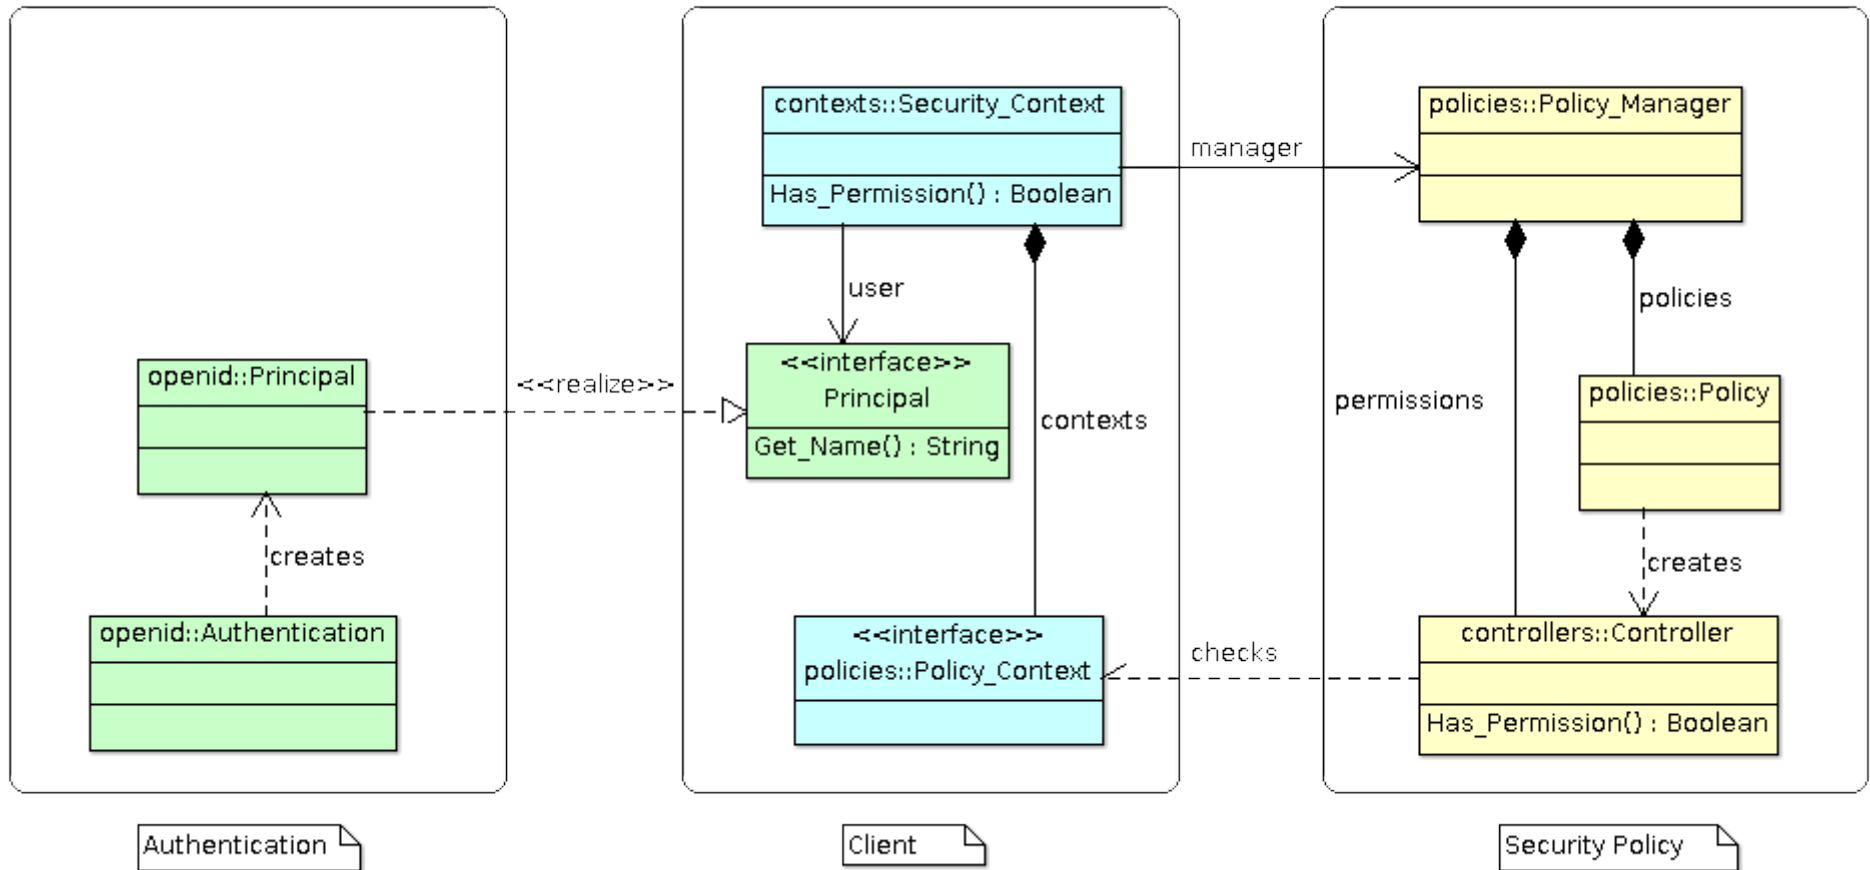 contexts::Security_Context
Has_Permission() : Boolean
manager
policies::Policy_Manager
user
policies
openid::Principal
<<realize>>
<<interface>>
Principal
Get_Name() : String
contexts
permissions
policies::Policy
creates
creates
openid::Authentication
<<interface>>
policies::Policy_Context
checks
controllers::Controller
Has_Permission() : Boolean
Authentication
Client
Security Policy